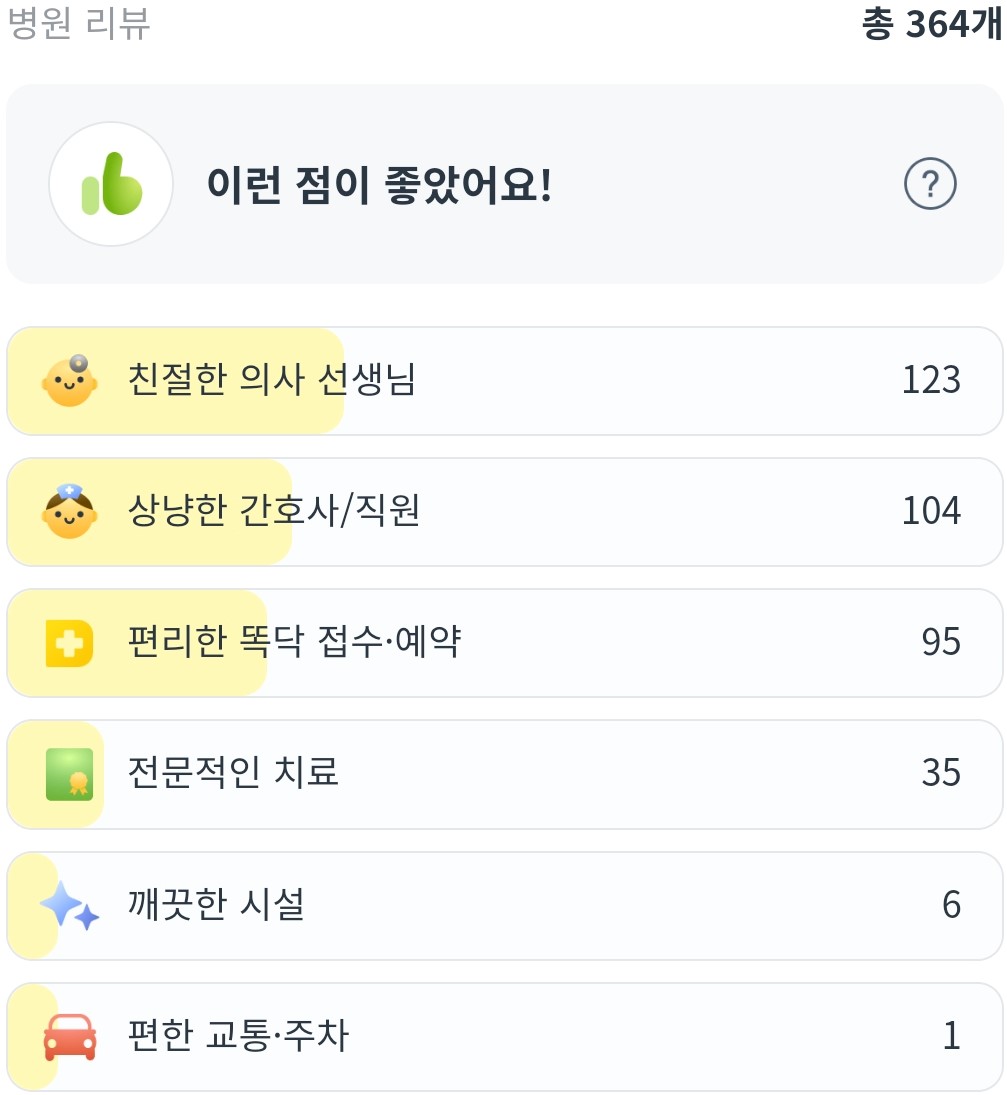 병원 리뷰 총 364개
이런 점이 좋았어요! ?
친절한 의사 선생님 123
상냥한 간호사/직원 104
편리한 똑닥 접수·예약 95
전문적인 치료 35
깨끗한 시설 6
편한 교통·주차 1